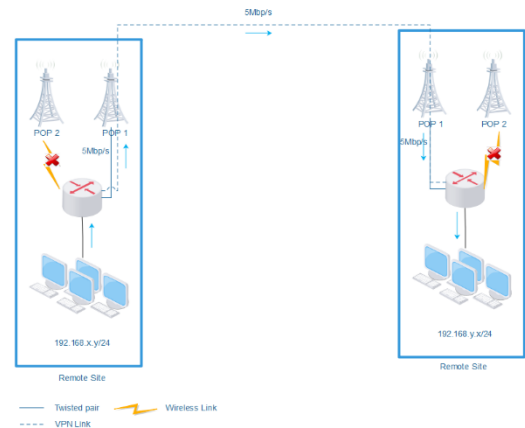 5Mbp/s
POP 2
POP 1
5Mbp/s
POP 1
POP 2
5Mbp/s
192.168.x.y/24
192.168.y.x/24
Remote Site
Remote Site
Twisted pair
Wireless Link
VPN Link